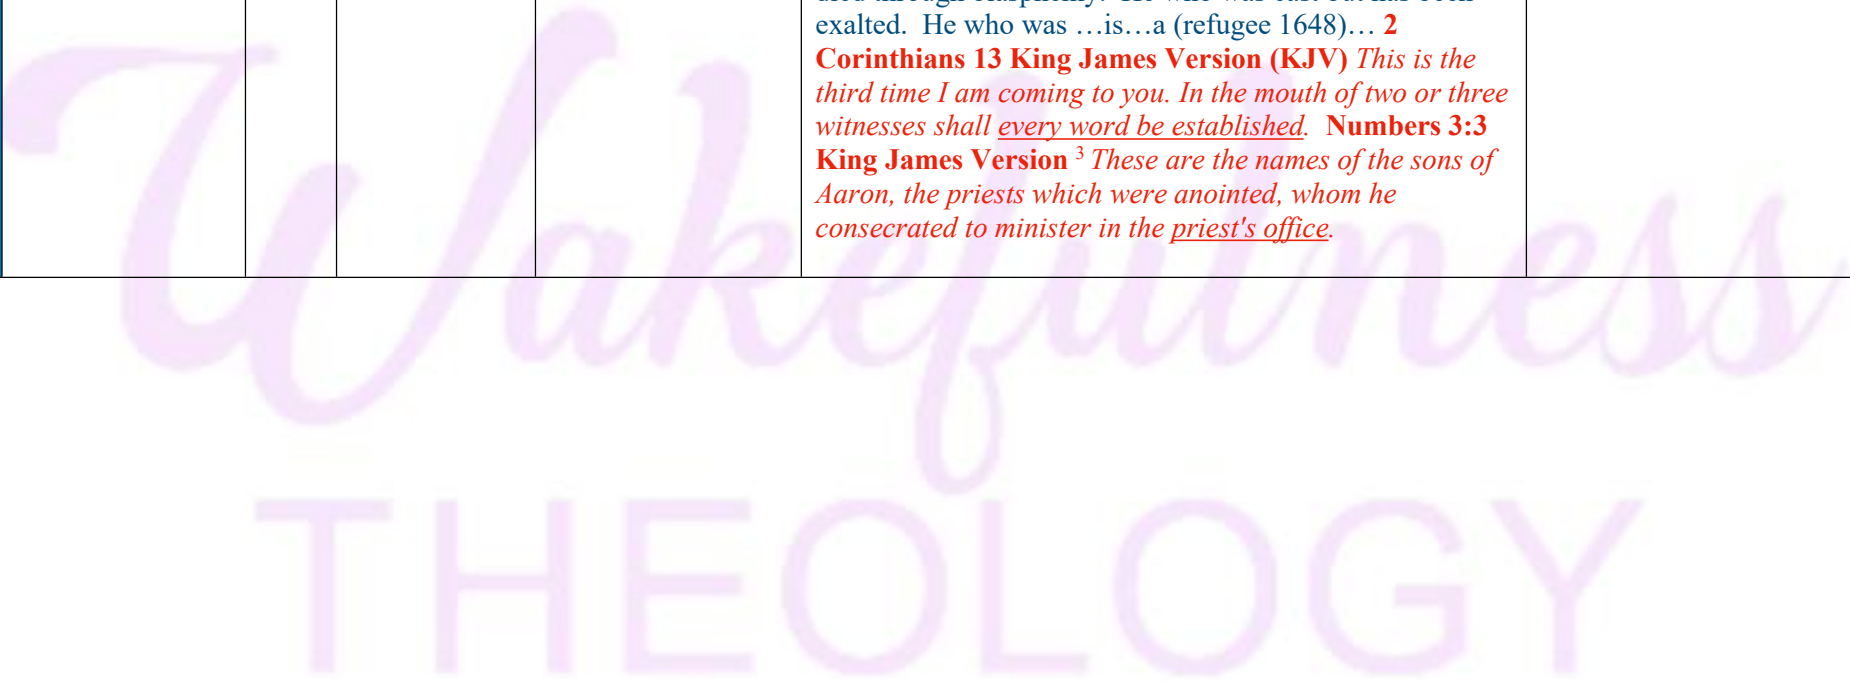 exalted.  He who was …is…a (refugee 1648)… 2
Corinthians 13 King James Version (KJV) This is the
third time I am coming to you. In the mouth of two or three
witnesses shall every word be established.  Numbers 3:3
King James Version 3 These are the names of the sons of
Aaron, the priests which were anointed, whom he
consecrated to minister in the priest's office.
Wakefulness
THEOLOGY